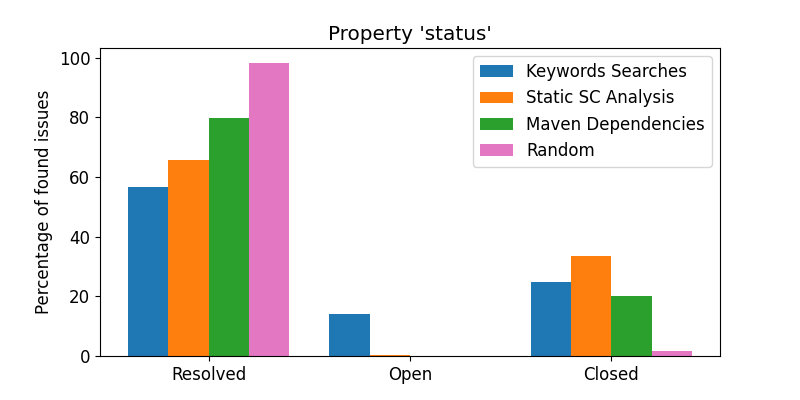 Property 'status'
Percentage of found issues
100
80
60
40
20
0
Keywords Searches
Static SC Analysis
Maven Dependencies
Random
Resolved
Open
Closed